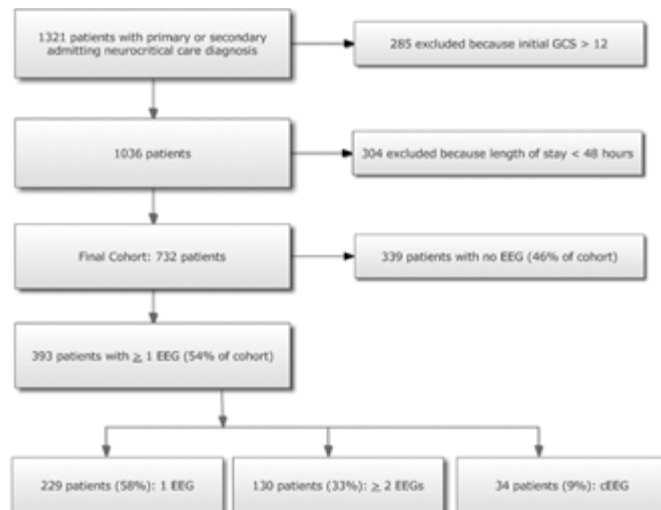 1321 patients with primary or secondary
admitting neurocritical care diagnosis
285 excluded because initial GCS > 12
1036 patients
304 excluded because length of stay < 48 hours
Final Cohort: 732 patients
339 patients with no EEG (46% of cohort)
393 patients with ≥ 1 EEG (54% of cohort)
229 patients (58%): 1 EEG
130 patients (33%): ≥ 2 EEGs
34 patients (9%): cEEG